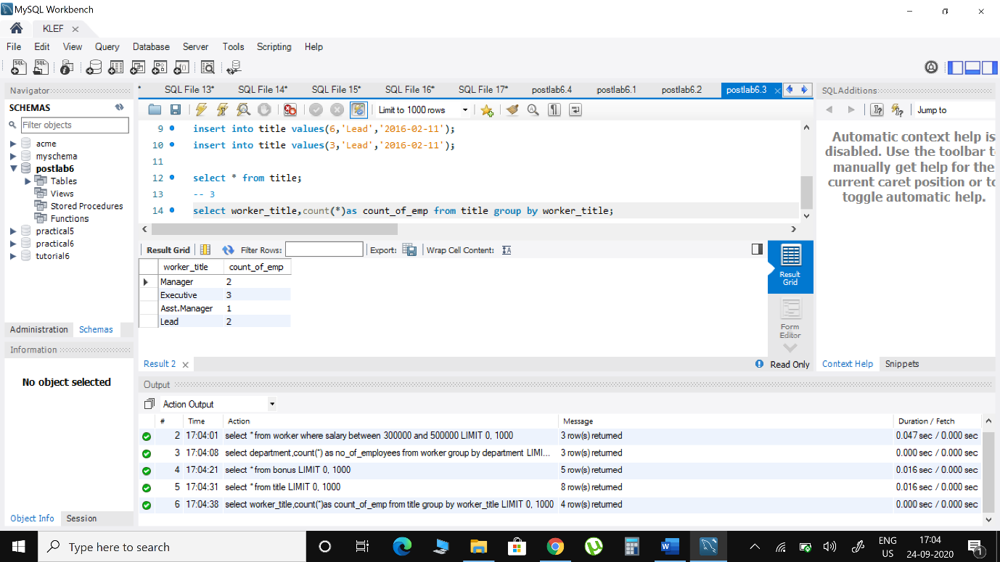 MySQL Workbench
KLEF
File Edit View Query Database Server Tools Scripting Help
Navigator
SCHEMAS
Filter objects
acme
myschema
postlab6
Tables
Views
Stored Procedures
Functions
practical5
practical6
tutorial6
Administration Schemas
Information
No object selected
Object Info Session
SQL File 13* SQL File 14* SQL File 15* SQL File 16* SQL File 17* postlab6.4 postlab6.1 postlab6.2 postlab6.3
Limit to 1000 rows
9 insert into title values(6,'Lead','2016-02-11');
10 insert into title values(3,'Lead','2016-02-11');
11
12 select * from title;
13 -- 3
14 select worker_title,count(*)as count_of_emp from title group by worker_title;
Result Grid Filter Rows: Export: Wrap Cell Content:
worker_title count_of_emp
Manager 2
Executive 3
Asst.Manager 1
Lead 2
Result
Grid
Form
Editor
Result 2 Read Only
SQLAdditions
Jump to
Automatic context help is
disabled. Use the toolbar t
manually get help for the
current caret position or to
toggle automatic help.
Context Help Snippets
Output
Action Output
# Time Action Message Duration / Fetch
2 17:04:01 select * from worker where salary between 300000 and 500000 LIMIT 0, 1000 3 row(s) returned 0.047 sec / 0.000 sec
3 17:04:08 select department,count(*) as no_of_employees from worker group by department LIMI... 3 row(s) returned 0.000 sec / 0.000 sec
4 17:04:21 select * from bonus LIMIT 0, 1000 5 row(s) returned 0.016 sec / 0.000 sec
5 17:04:31 select * from title LIMIT 0, 1000 8 row(s) returned 0.016 sec / 0.000 sec
6 17:04:38 select worker_title,count(*)as count_of_emp from title group by worker_title LIMIT 0, 1000 4 row(s) returned 0.000 sec / 0.000 sec
Type here to search
ENG
US
17:04
24-09-2020
1